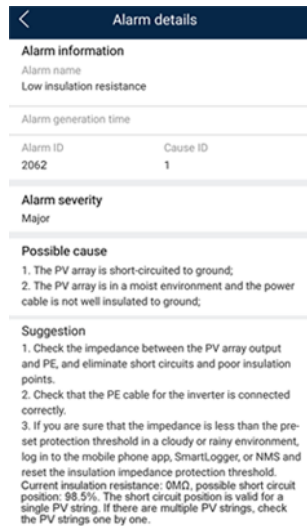 Alarm details
Alarm information
Alarm name
Low insulation resistance
Alarm generation time
Alarm ID
Cause ID
2062
1
Alarm severity
Major
Possible cause
1. The PV array is short-circuited to ground;
2. The PV array is in a moist environment and the power
cable is not well insulated to ground;
Suggestion
1. Check the impedance between the PV array output
and PE, and eliminate short circuits and poor insulation
points.
2. Check that the PE cable for the inverter is connected
correctly.
3. If you are sure that the impedance is less than the pre-
set protection threshold in a cloudy or rainy environment,
log in to the mobile phone app, SmartLogger, or NMS and
reset the insulation impedance protection threshold.
Current insulation resistance: 0MΩ, possible short circuit
position: 98.5%. The short circuit position is valid for a
single PV string. If there are multiple PV strings, check
the PV strings one by one.